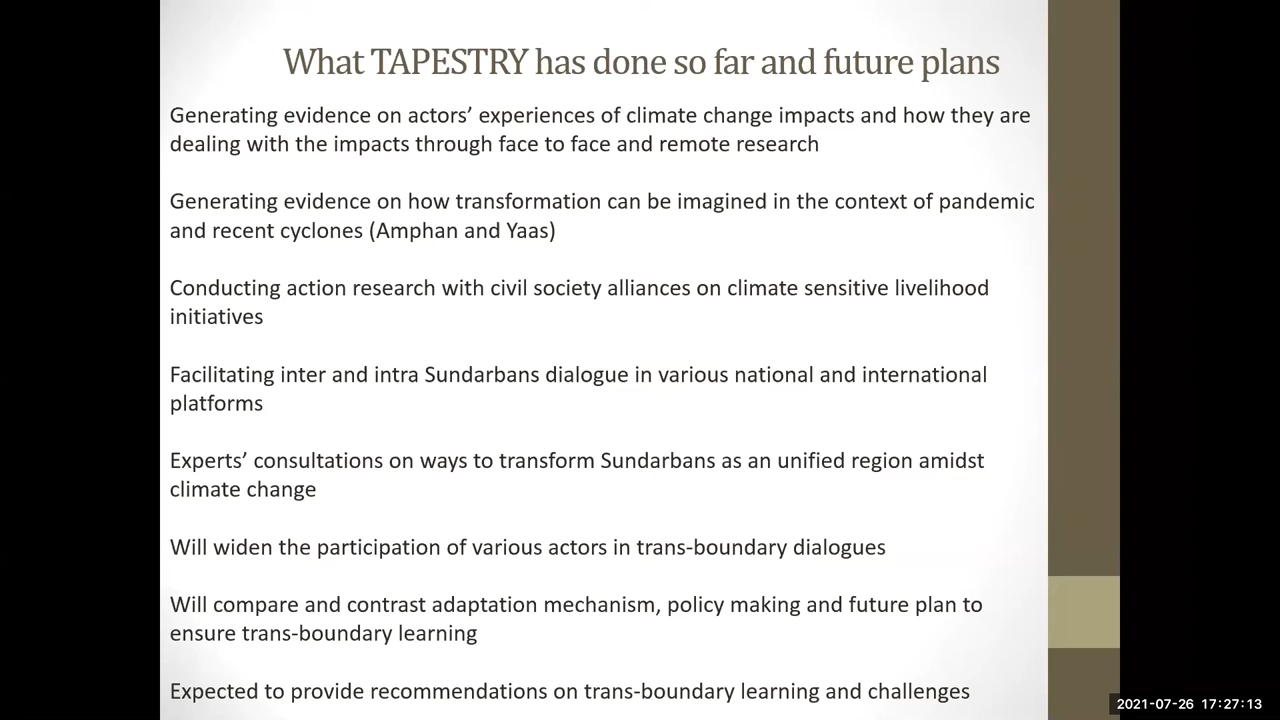 What TAPESTRY has done so far and future plans
Generating evidence on actors’ experiences of climate change impacts and how they are
dealing with the impacts through face to face and remote research
Generating evidence on how transformation can be imagined in the context of pandemic
and recent cyclones (Amphan and Yaas)
Conducting action research with civil society alliances on climate sensitive livelihood
initiatives
Facilitating inter and intra Sundarbans dialogue in various national and international
platforms
Experts’ consultations on ways to transform Sundarbans as an unified region amidst
climate change
Will widen the participation of various actors in trans-boundary dialogues
Will compare and contrast adaptation mechanism, policy making and future plan to
ensure trans-boundary learning
Expected to provide recommendations on trans-boundary learning and challenges
2021-07-26 17:27:13